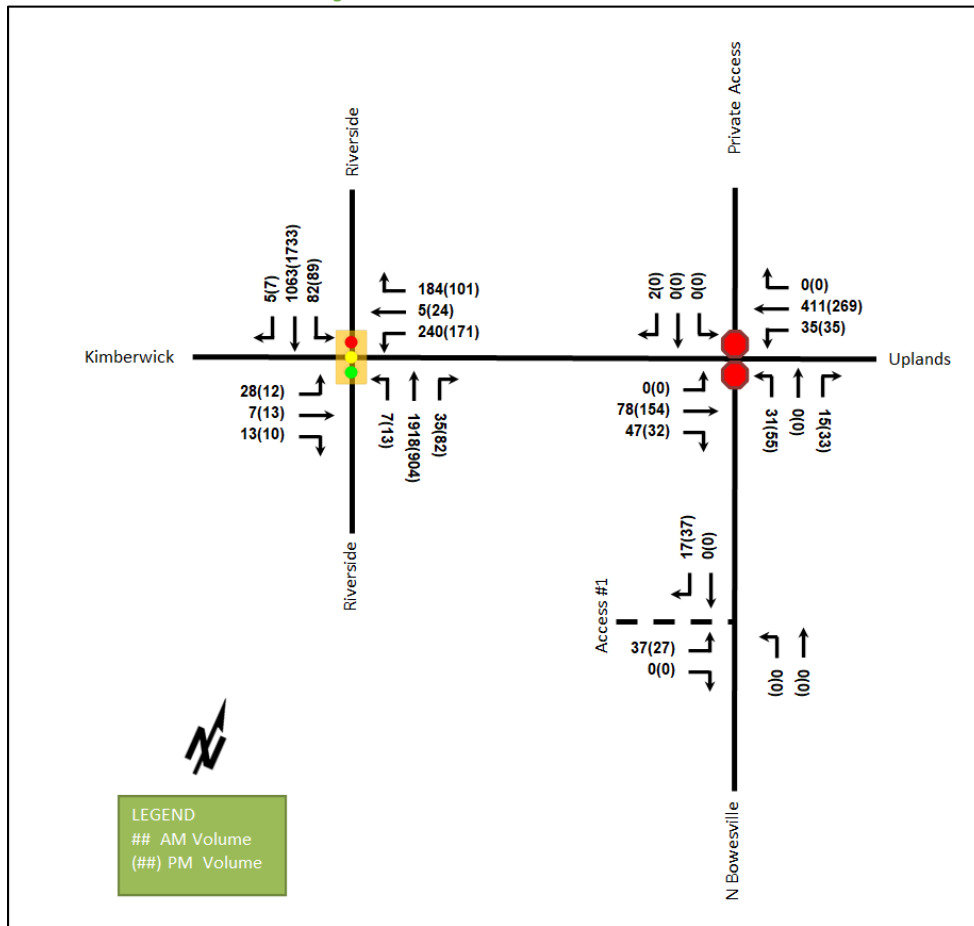 Riverside
Private Access
5(7)
1063(1733)
82(89)
184(101)
5(24)
240(171)
Kimberwick
28(12)
7(13)
13(10)
7(13)
1918(904)
35(82)
Riverside
2(0)
0(0)
0(0)
0(0)
411(269)
35(35)
Uplands
0(0)
78(154)
47(32)
31(55)
0(0)
15(33)
17(37)
0(0)
Access #1
37(27)
0(0)
0(0)
0(0)
N Bowesville
N
LEGEND
## AM Volume
(##) PM Volume